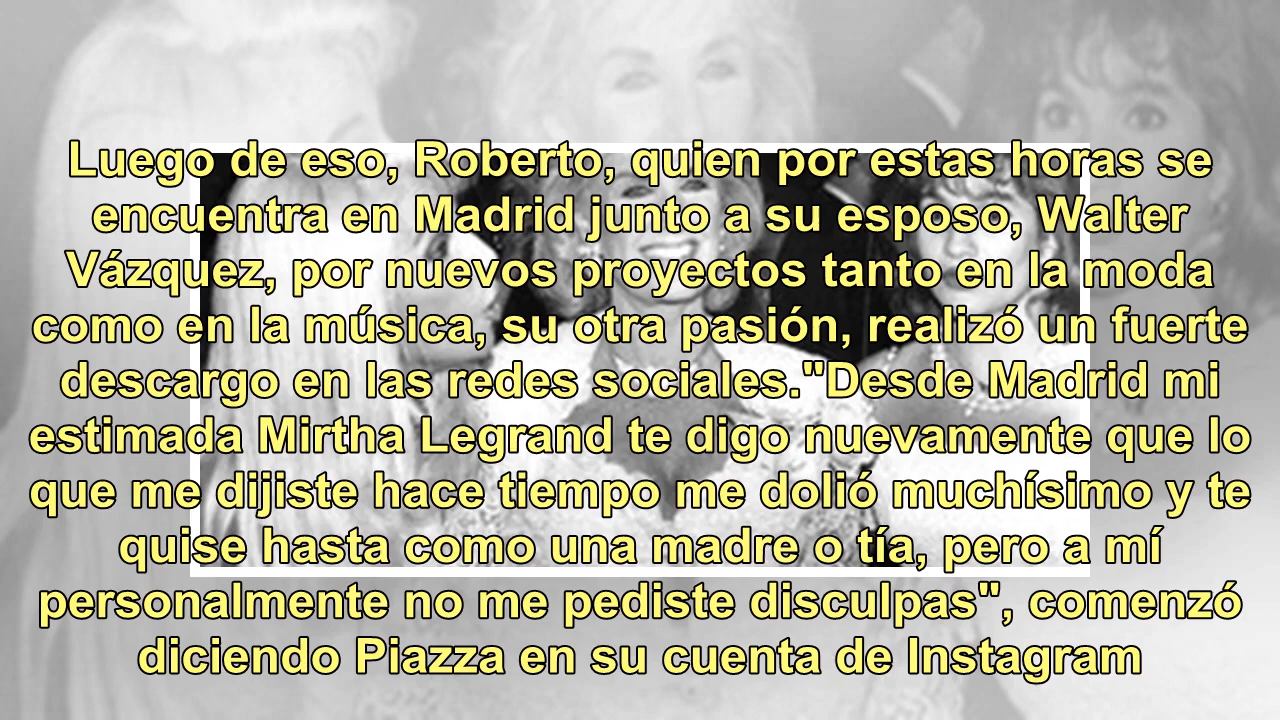 Luego de eso, Roberto, quien por estas horas se
encuentra en Madrid junto a su esposo, Walter
Vázquez, por nuevos proyectos tanto en la moda
como en la música, su otra pasión, realizó un fuerte
descargo en las redes sociales."Desde Madrid mi
estimada Mirtha Legrand te digo nuevamente que lo
que me dijiste hace tiempo me dolió muchísimo y te
quise hasta como una madre o tía, pero a mí
personalmente no me pediste disculpas", comenzó
diciendo Piazza en su cuenta de Instagram